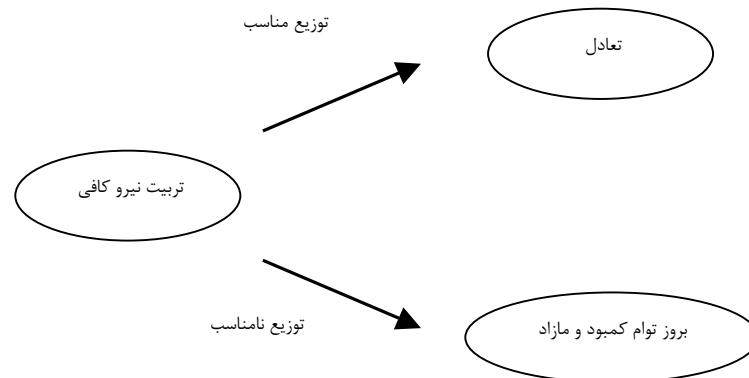 توزیع مناسب
تعادل
تربیت نیرو کافی
توزیع نامناسب
بروز توام کمبود و مازاد